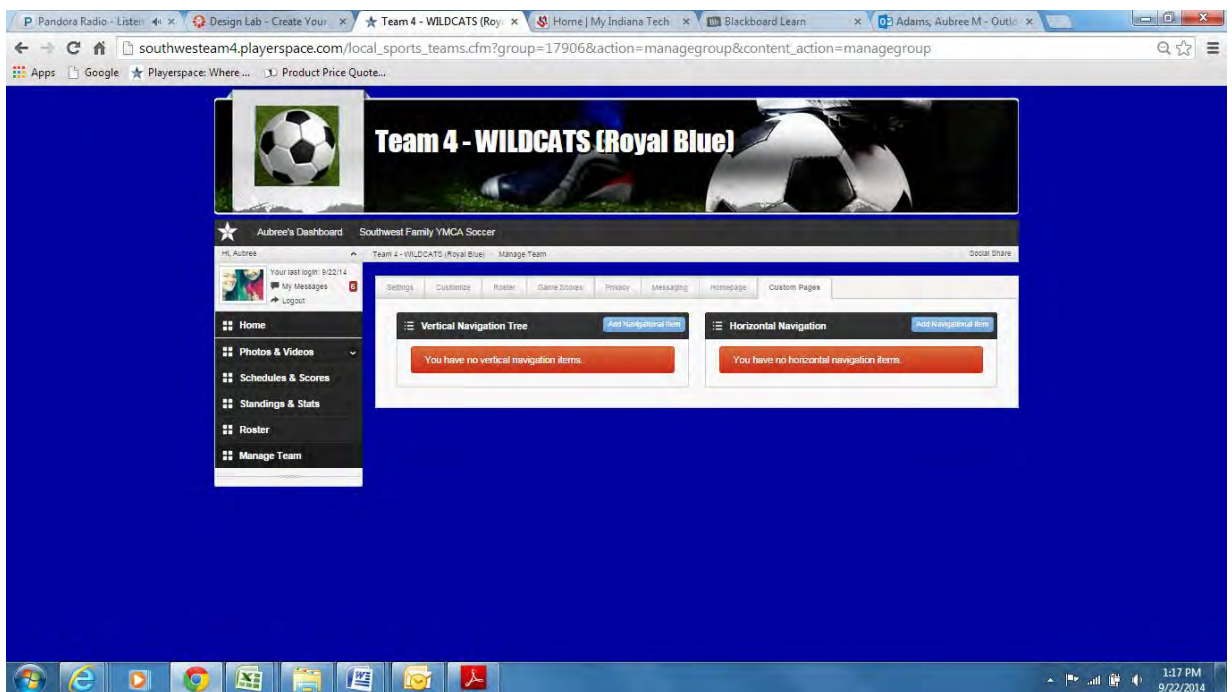 Pandora Radio - Listen
Design Lab - Create Your
Team 4 - WILDCATS (Roy
Home | My Indiana Tech
Blackboard Learn
Adams, Aubree M - Outlo
southwesteam4.playerspace.com/local_sports_teams.cfm?group=17906&action=managegroup&content_action=managegroup
Apps Google Playerspace: Where ... Product Price Quote...
Team 4 - WILDCATS (Royal Blue)
Aubree's Dashboard Southwest Family YMCA Soccer
Hi, Aubree
Team 4 - WILDCATS (Royal Blue) Manage Team Social Share
Your last login: 9/22/14
My Messages 6
Logout
Settings Customize Roster Game Scores Privacy Messaging Homepage Custom Pages
Home
Photos & Videos
Schedules & Scores
Standings & Stats
Roster
Manage Team
Vertical Navigation Tree Add Navigational Item
You have no vertical navigation items.
Horizontal Navigation Add Navigational Item
You have no horizontal navigation items.
1:17 PM
9/22/2014